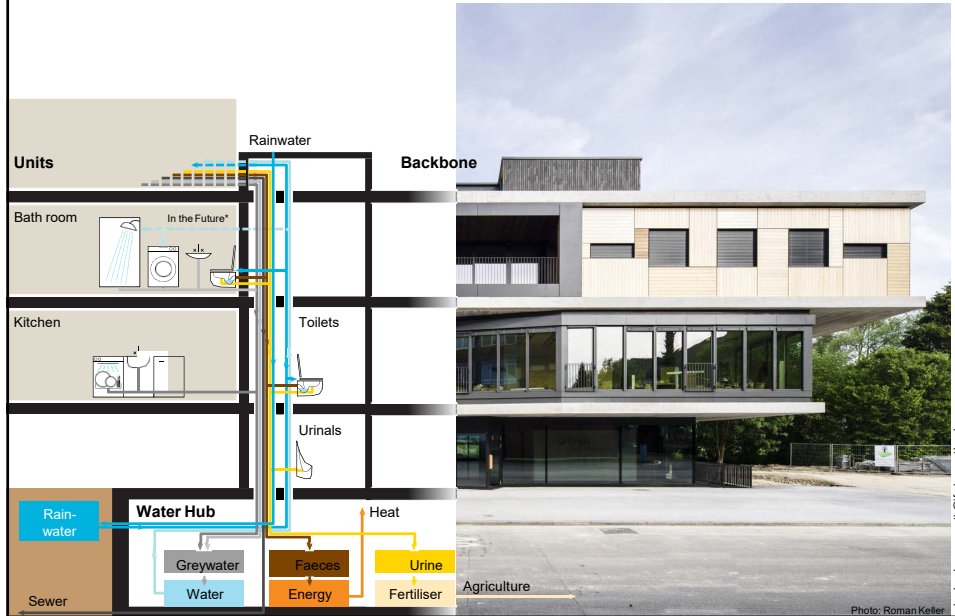 Rainwater
Units
Backbone
Bath room
In the Future*
Kitchen
Toilets
Urinals
Rain-
water
Water Hub
Heat
Greywater
Faeces
Urine
Water
Energy
Fertiliser
Agriculture
Sewer
Photo: Roman Keller